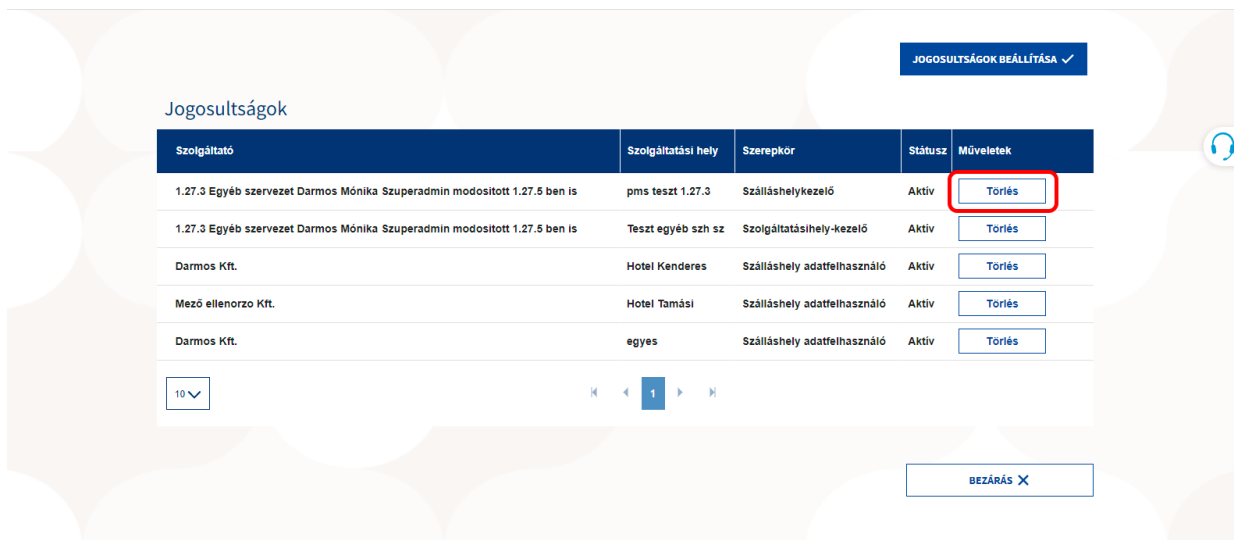 JOGOSULTSÁGOK BEÁLLÍTÁSA
Jogosultságok
Szolgáltató Szolgáltatási hely Szerepkör Státusz Műveletek
1.27.3 Egyéb szervezet Darmos Mónika Szuperadmin modosított 1.27.5 ben is pms teszt 1.27.3 Szálláshelykezelő Aktív Törlés
1.27.3 Egyéb szervezet Darmos Mónika Szuperadmin modosított 1.27.5 ben is Teszt egyéb szh sz Szolgáltatásihely-kezelő Aktív Törlés
Darmos Kft. Hotel Kenderes Szálláshely adatfelhasználó Aktív Törlés
Mező ellenorzo Kft. Hotel Tamási Szálláshely adatfelhasználó Aktív Törlés
Darmos Kft. egyes Szálláshely adatfelhasználó Aktív Törlés
10 1
BEZÁRÁS